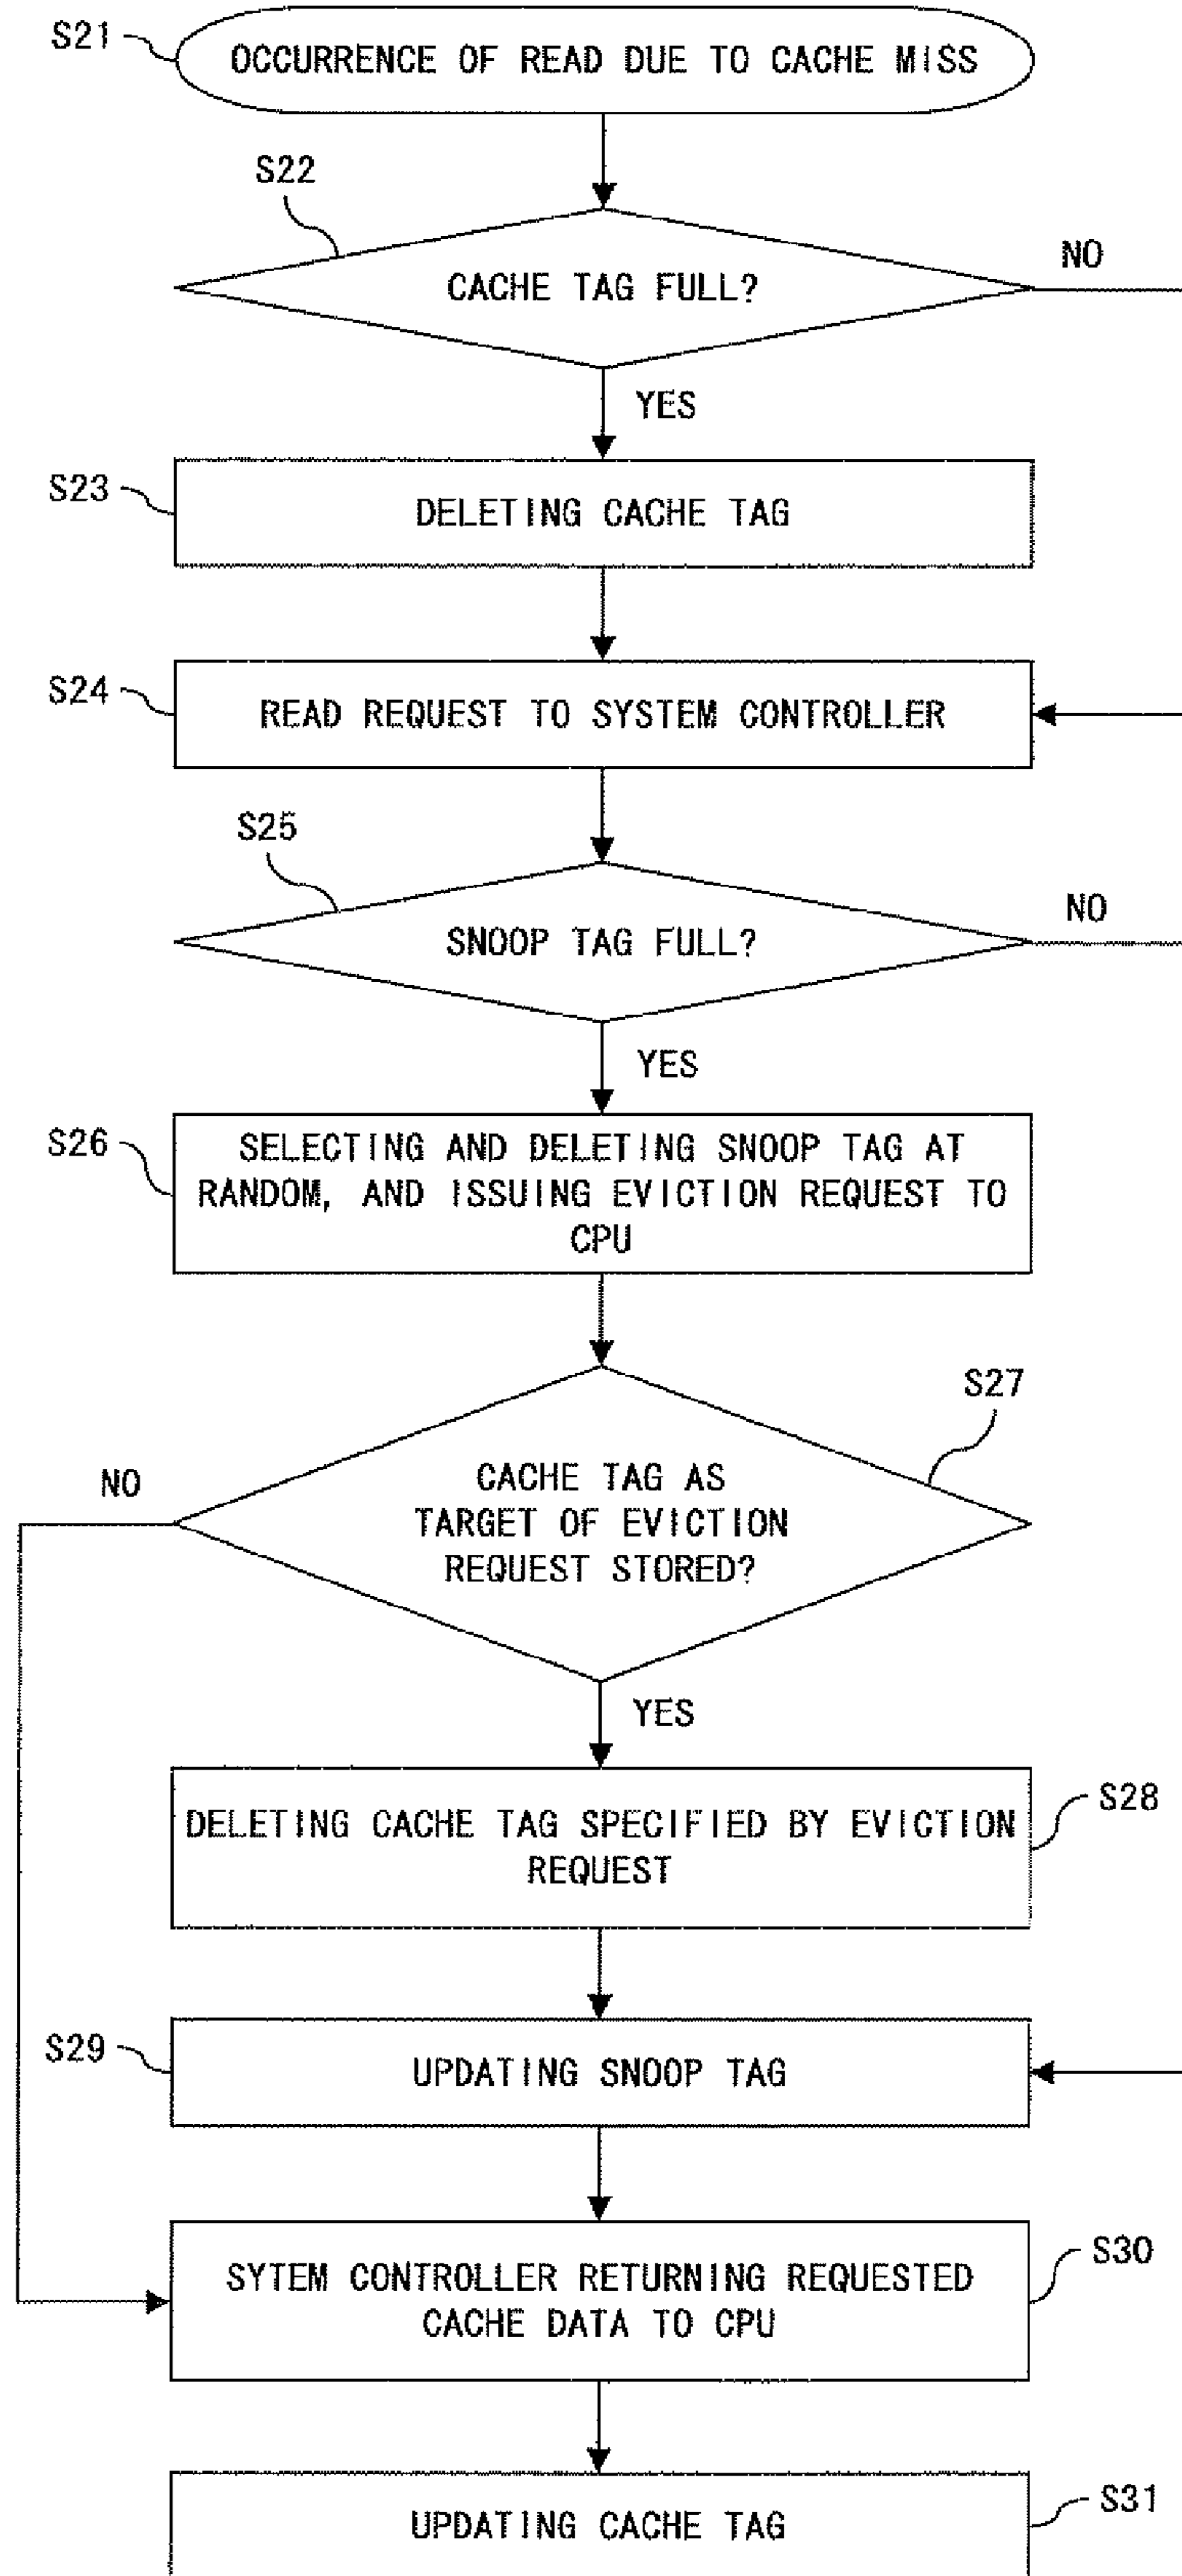 S21
OCCURRENCE OF READ DUE TO CACHE MISS
S22
CACHE TAG FULL?
NO
YES
S23
DELETING CACHE TAG
S24
READ REQUEST TO SYSTEM CONTROLLER
S25
SNOOP TAG FULL?
NO
YES
S26
SELECTING AND DELETING SNOOP TAG AT
RANDOM, AND ISSUING EVICTION REQUEST TO
CPU
S27
NO
CACHE TAG AS
TARGET OF EVICTION
REQUEST STORED?
YES
S28
DELETING CACHE TAG SPECIFIED BY EVICTION
REQUEST
S29
UPDATING SNOOP TAG
S30
SYTEM CONTROLLER RETURNING REQUESTED
CACHE DATA TO CPU
S31
UPDATING CACHE TAG